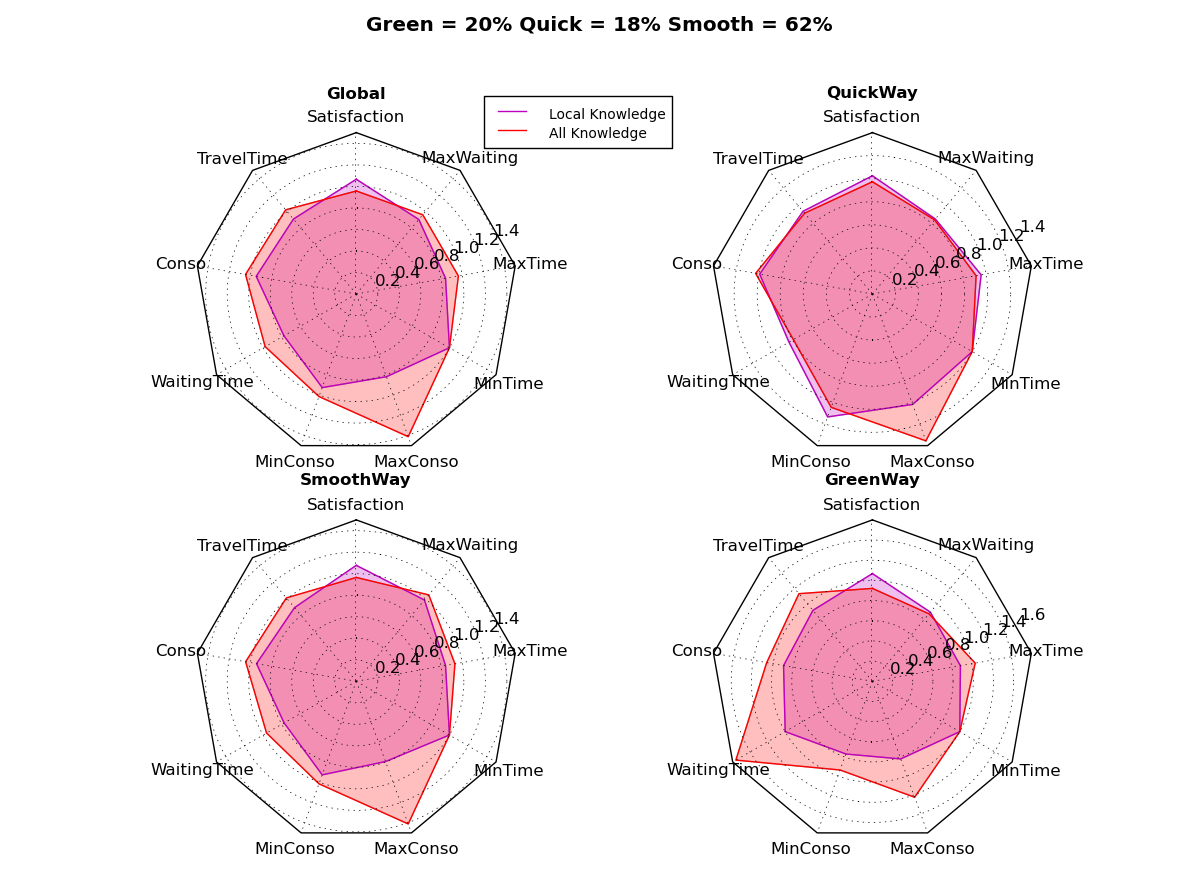 Green = 20% Quick = 18% Smooth = 62%
Global
Satisfaction
TravelTime
MaxWaiting
Conso
MaxTime
WaitingTime
MinTime
MinConso
MaxConso
0.2
0.4
0.6
0.8
1.0
1.2
1.4
Local Knowledge
All Knowledge
QuickWay
Satisfaction
TravelTime
MaxWaiting
Conso
MaxTime
WaitingTime
MinTime
MinConso
MaxConso
0.2
0.4
0.6
0.8
1.0
1.2
1.4
SmoothWay
Satisfaction
TravelTime
MaxWaiting
Conso
MaxTime
WaitingTime
MinTime
MinConso
MaxConso
0.2
0.4
0.6
0.8
1.0
1.2
1.4
GreenWay
Satisfaction
TravelTime
MaxWaiting
Conso
MaxTime
WaitingTime
MinTime
MinConso
MaxConso
0.2
0.4
0.6
0.8
1.0
1.2
1.4
1.6